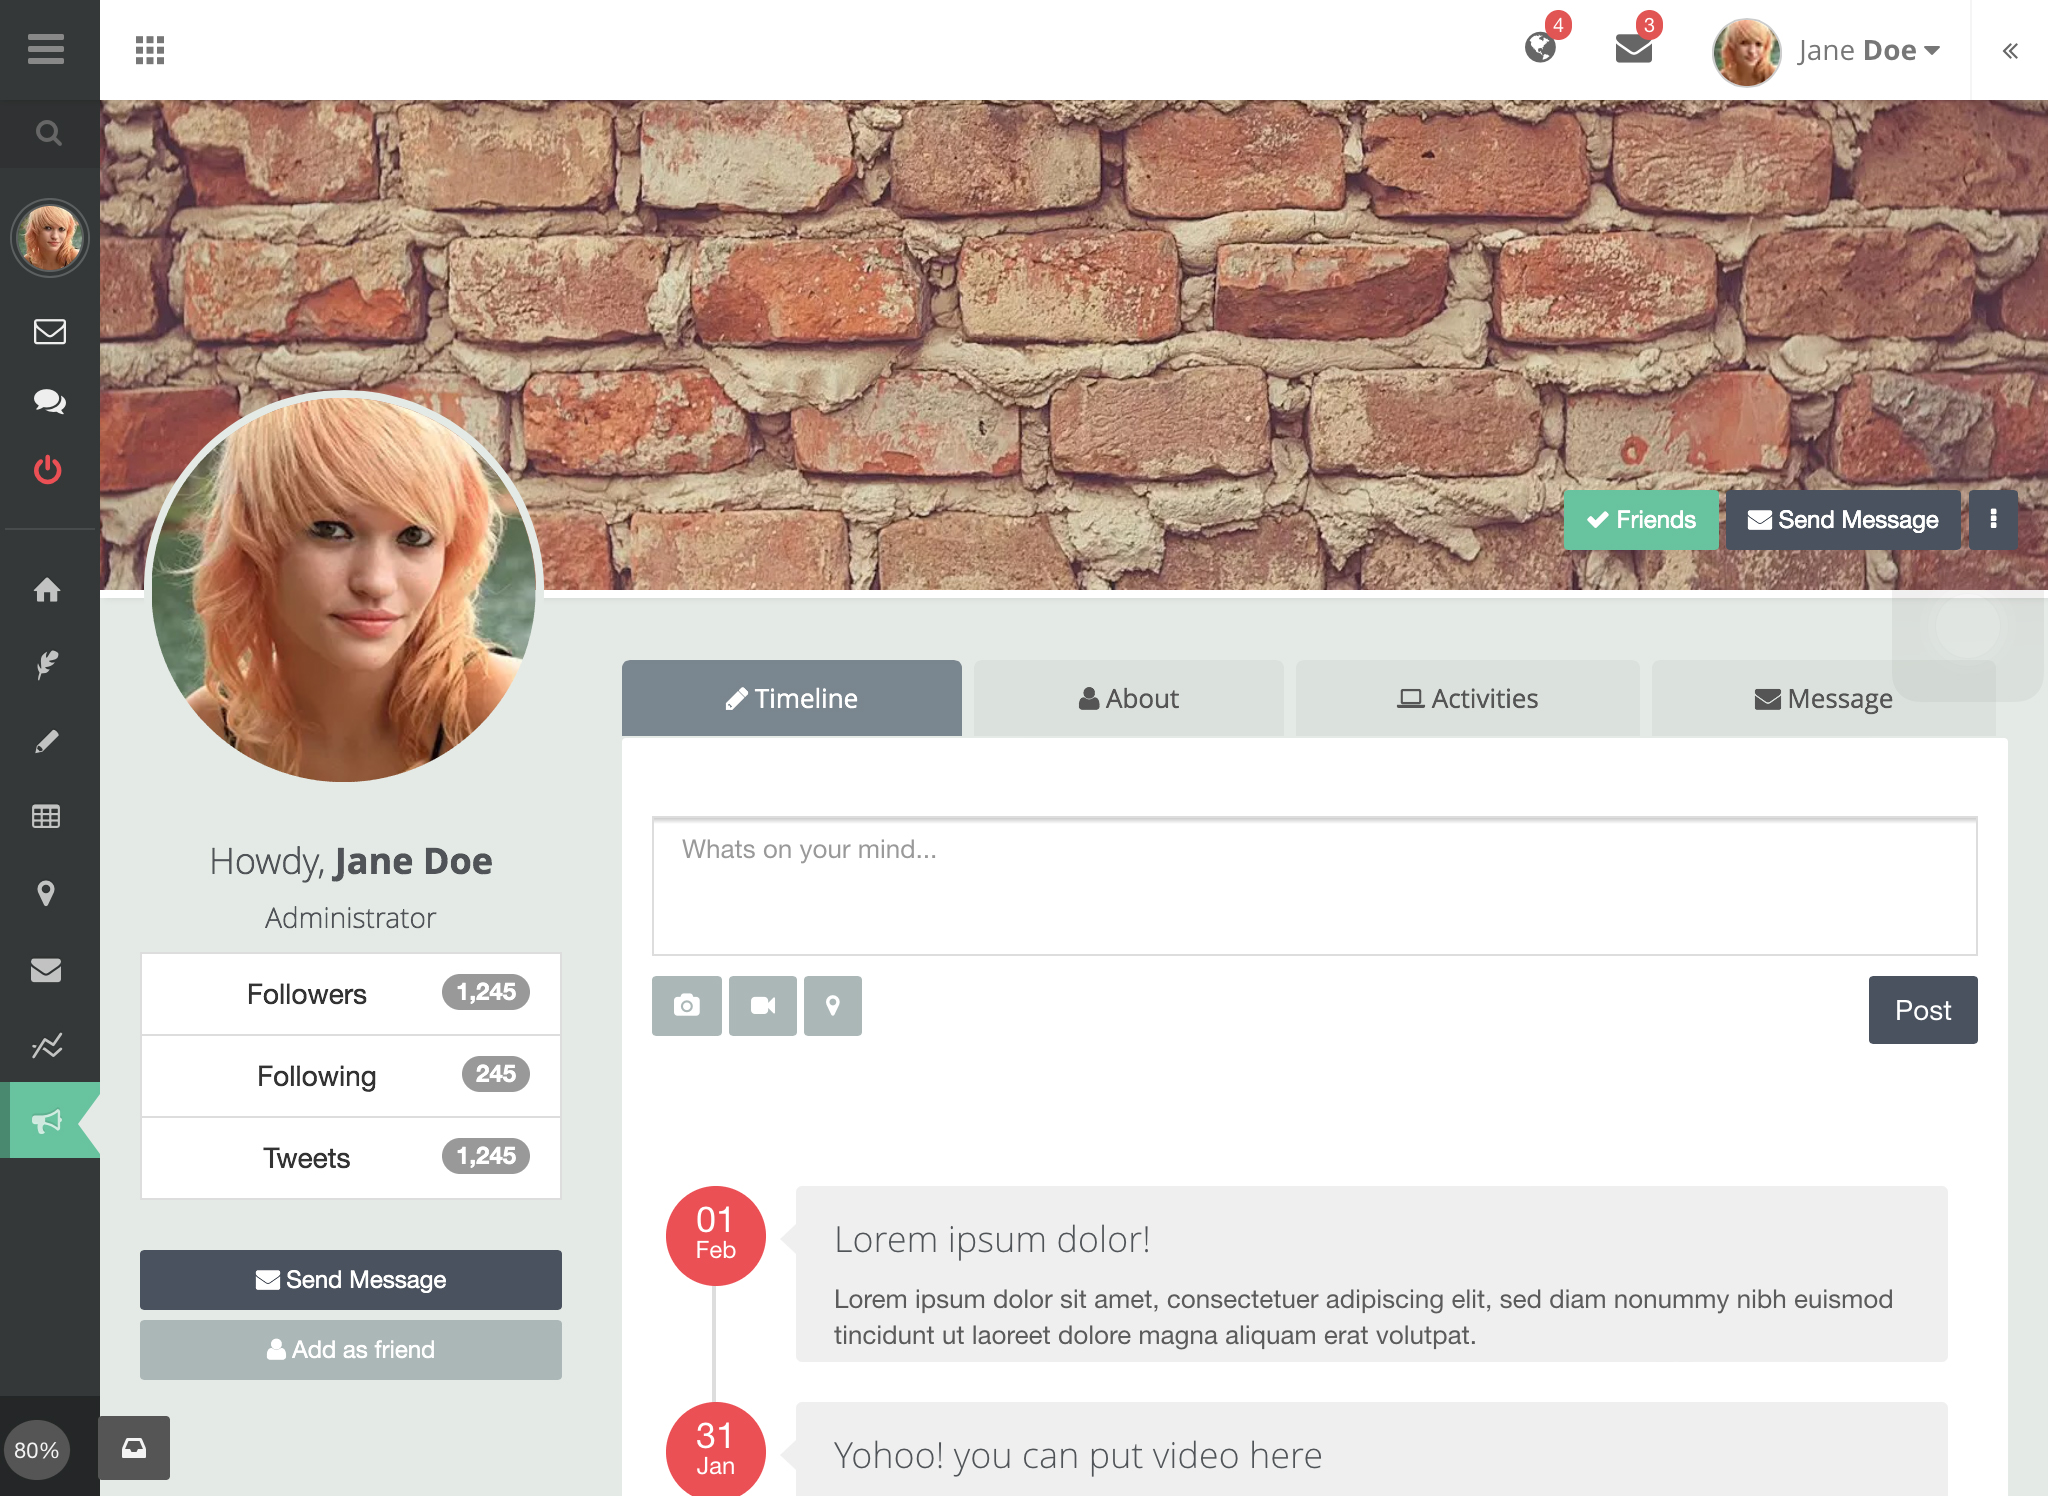 4
3
Jane Doe
Friends
Send Message
Timeline
About
Activities
Message
Howdy, Jane Doe
Administrator
Followers 1,245
Following 245
Tweets 1,245
Send Message
Add as friend
Whats on your mind...
Post
01
Feb
Lorem ipsum dolor!
Lorem ipsum dolor sit amet, consectetuer adipiscing elit, sed diam nonummy nibh euismod
tincidunt ut laoreet dolore magna aliquam erat volutpat.
31
Jan
Yohoo! you can put video here
80%